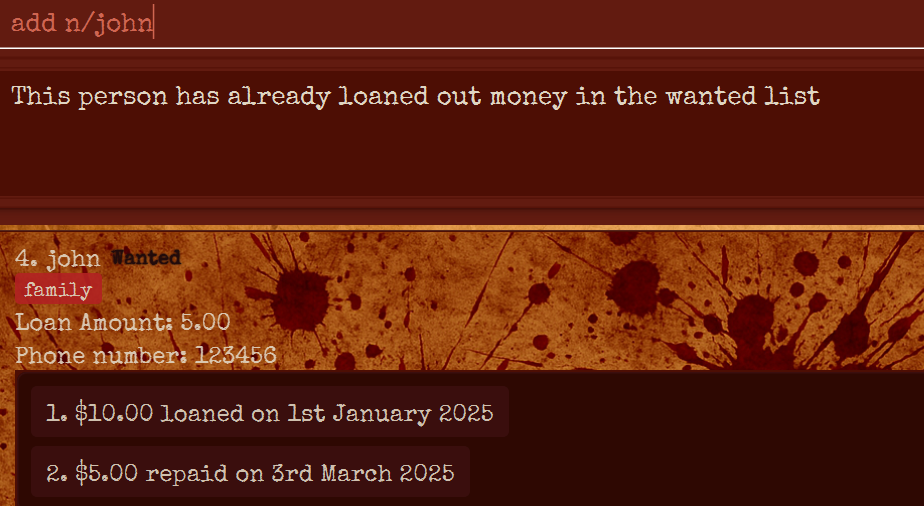 add n/john
This person has already loaned out money in the wanted list
4. john Wanted
family
Loan Amount: 5.00
Phone number: 123456
1. $10.00 loaned on 1st January 2025
2. $5.00 repaid on 3rd March 2025